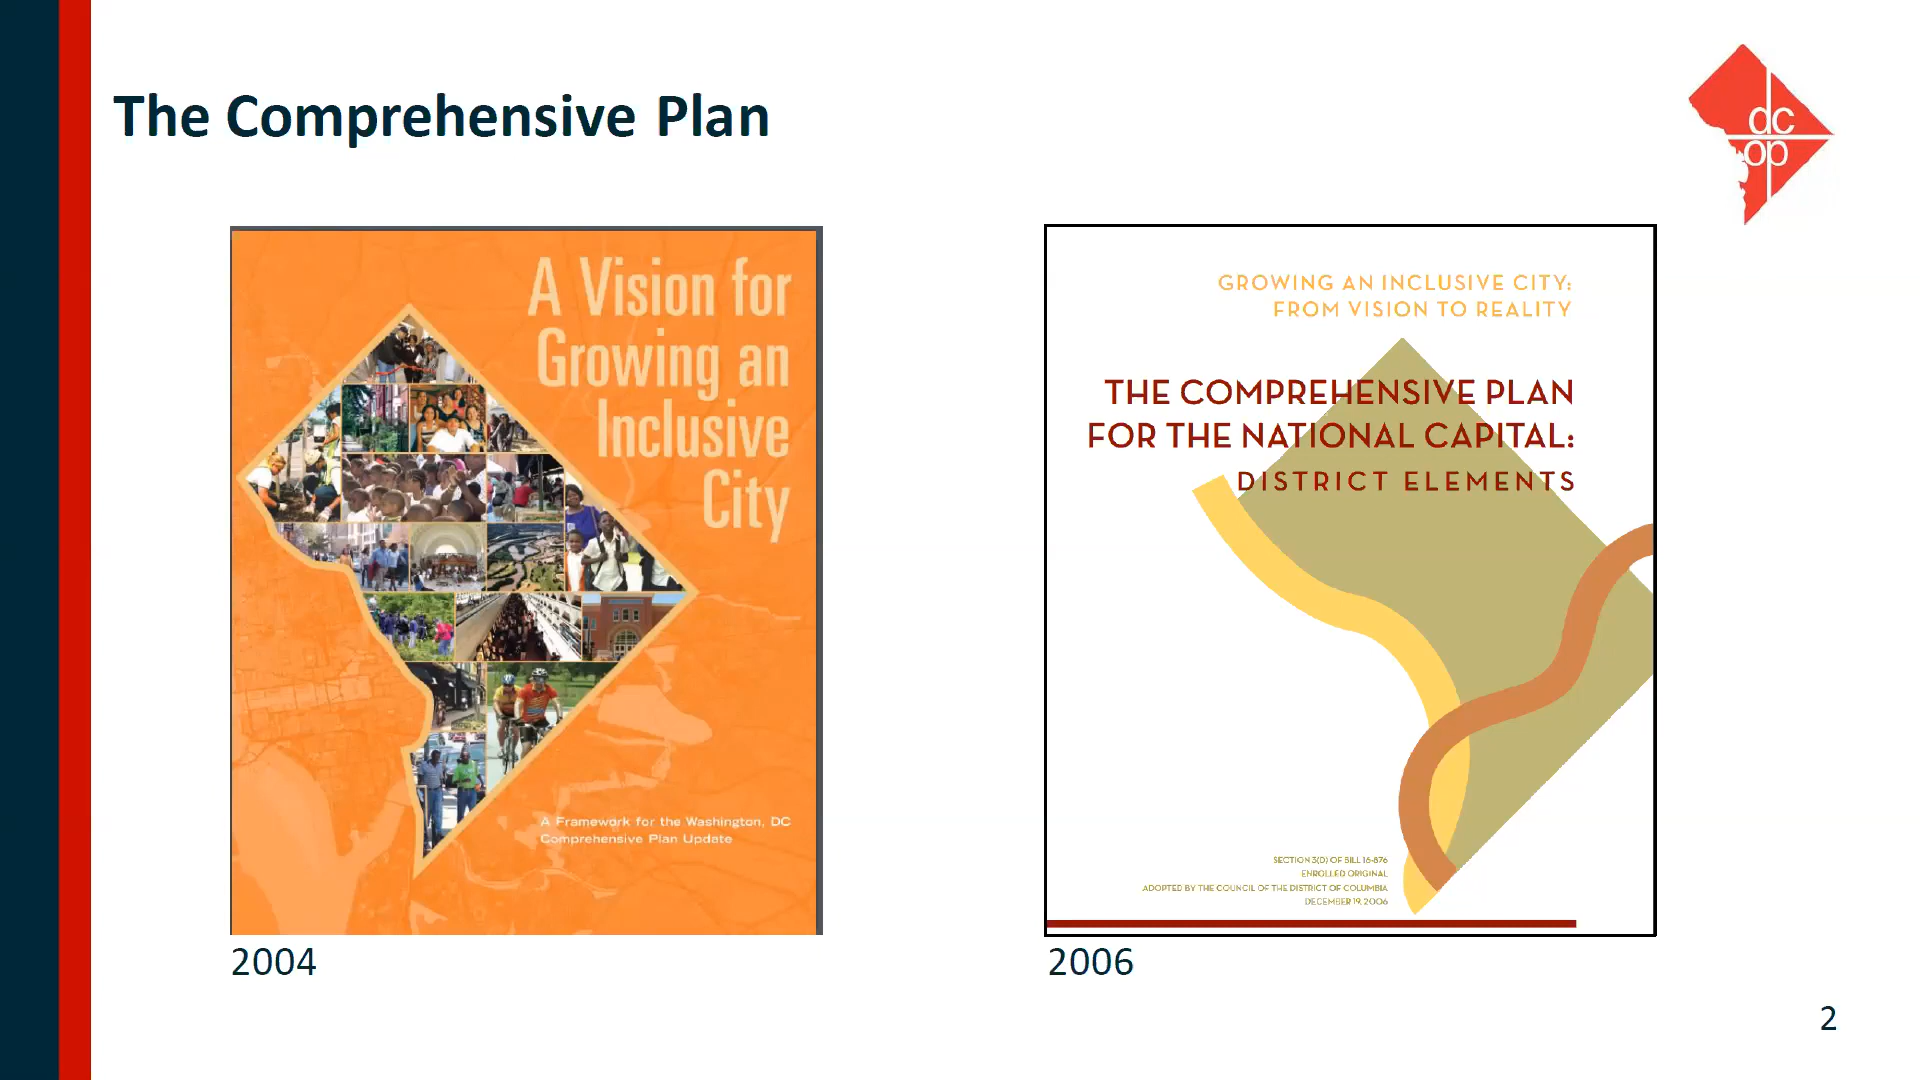 The Comprehensive Plan
dc
op
A Vision for
Growing an
Inclusive
City
A Framework for the Washington, DC
Comprehensive Plan Update
2004
GROWING AN INCLUSIVE CITY:
FROM VISION TO REALITY
THE COMPREHENSIVE PLAN
FOR THE NATIONAL CAPITAL:
DISTRICT ELEMENTS
SECTION 3(D) OF BILL 16-876
ENROLLED ORIGINAL
ADOPTED BY THE COUNCIL OF THE DISTRICT OF COLUMBIA
DECEMBER 19, 2006
2006
2